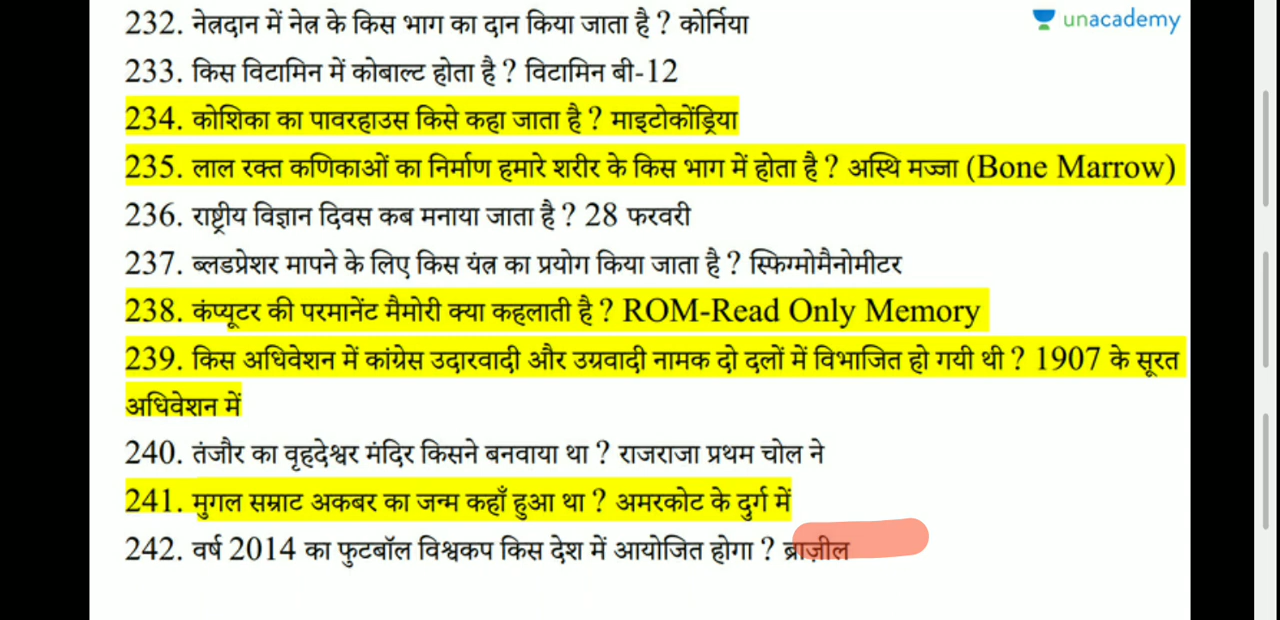 232. नेत्रदान में नेत्र के किस भाग का दान किया जाता है ? कोर्निया
unacademy
233. किस विटामिन में कोबाल्ट होता है ? विटामिन बी-12
234. कोशिका का पावरहाउस किसे कहा जाता है ? माइटोकोंड्रिया
235. लाल रक्त कणिकाओं का निर्माण हमारे शरीर के किस भाग में होता है ? अस्थि मज्जा (Bone Marrow)
236. राष्ट्रीय विज्ञान दिवस कब मनाया जाता है ? 28 फरवरी
237. ब्लडप्रेशर मापने के लिए किस यंत्र का प्रयोग किया जाता है ? स्फिग्मोमैनोमीटर
238. कंप्यूटर की परमानेंट मैमोरी क्या कहलाती है ? ROM-Read Only Memory
239. किस अधिवेशन में कांग्रेस उदारवादी और उग्रवादी नामक दो दलों में विभाजित हो गयी थी ? 1907 के सूरत
अधिवेशन में
240. तंजौर का वृहदेश्वर मंदिर किसने बनवाया था ? राजराजा प्रथम चोल ने
241. मुगल सम्राट अकबर का जन्म कहाँ हुआ था ? अमरकोट के दुर्ग में
242. वर्ष 2014 का फुटबॉल विश्वकप किस देश में आयोजित होगा ? ब्राज़ील